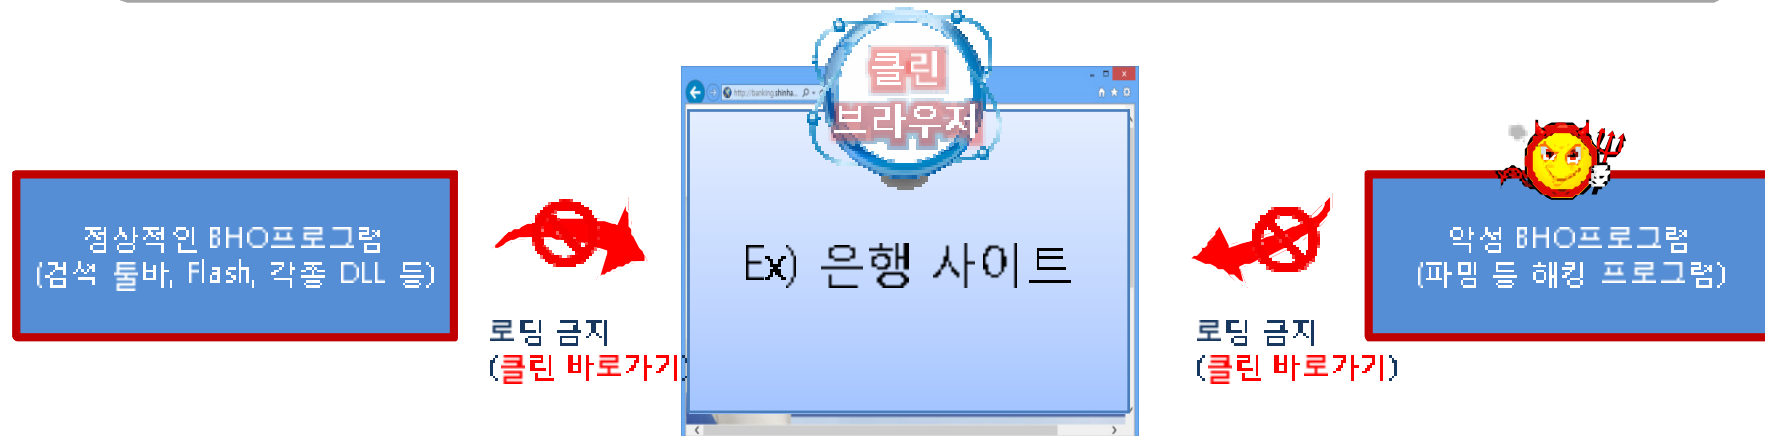 클린
브라우저
http://banking.shinha...
정상적인 BHO프로그램
(검색 툴바, Flash, 각종 DLL 등)
Ex) 은행 사이트
악성 BHO프로그램
(파밍 등 해킹 프로그램)
로딩 금지
(클린 바로가기)
로딩 금지
(클린 바로가기)